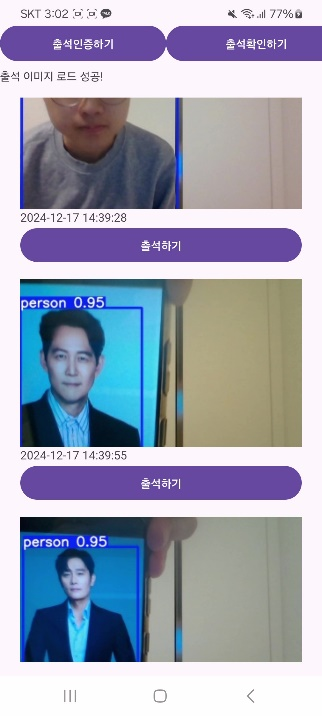 SKT 3:02
77%
출석인증하기
출석확인하기
출석 이미지 로드 성공!
2024-12-17 14:39:28
출석하기
person 0.95
2024-12-17 14:39:55
출석하기
person 0.95